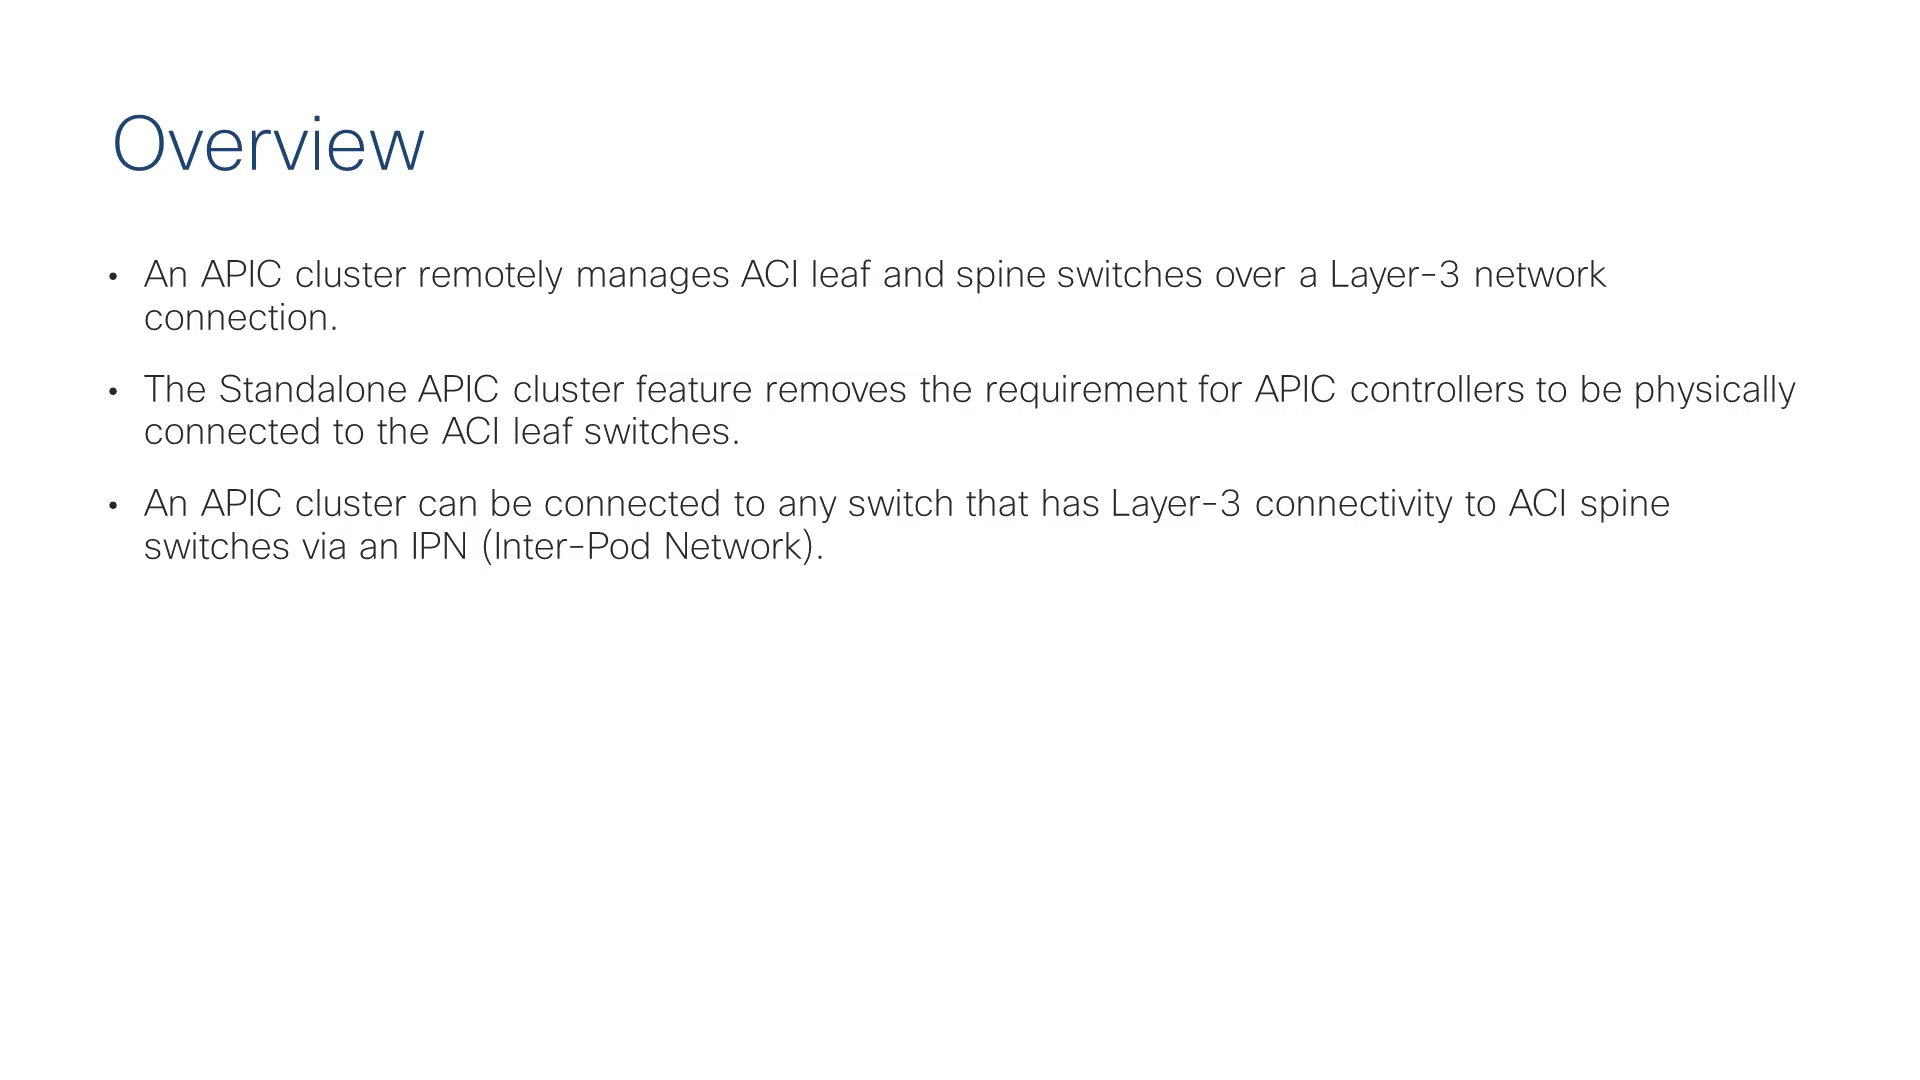 Overview
• An APIC cluster remotely manages ACI leaf and spine switches over a Layer-3 network
connection.
• The Standalone APIC cluster feature removes the requirement for APIC controllers to be physically
connected to the ACI leaf switches.
• An APIC cluster can be connected to any switch that has Layer-3 connectivity to ACI spine
switches via an IPN (Inter-Pod Network).